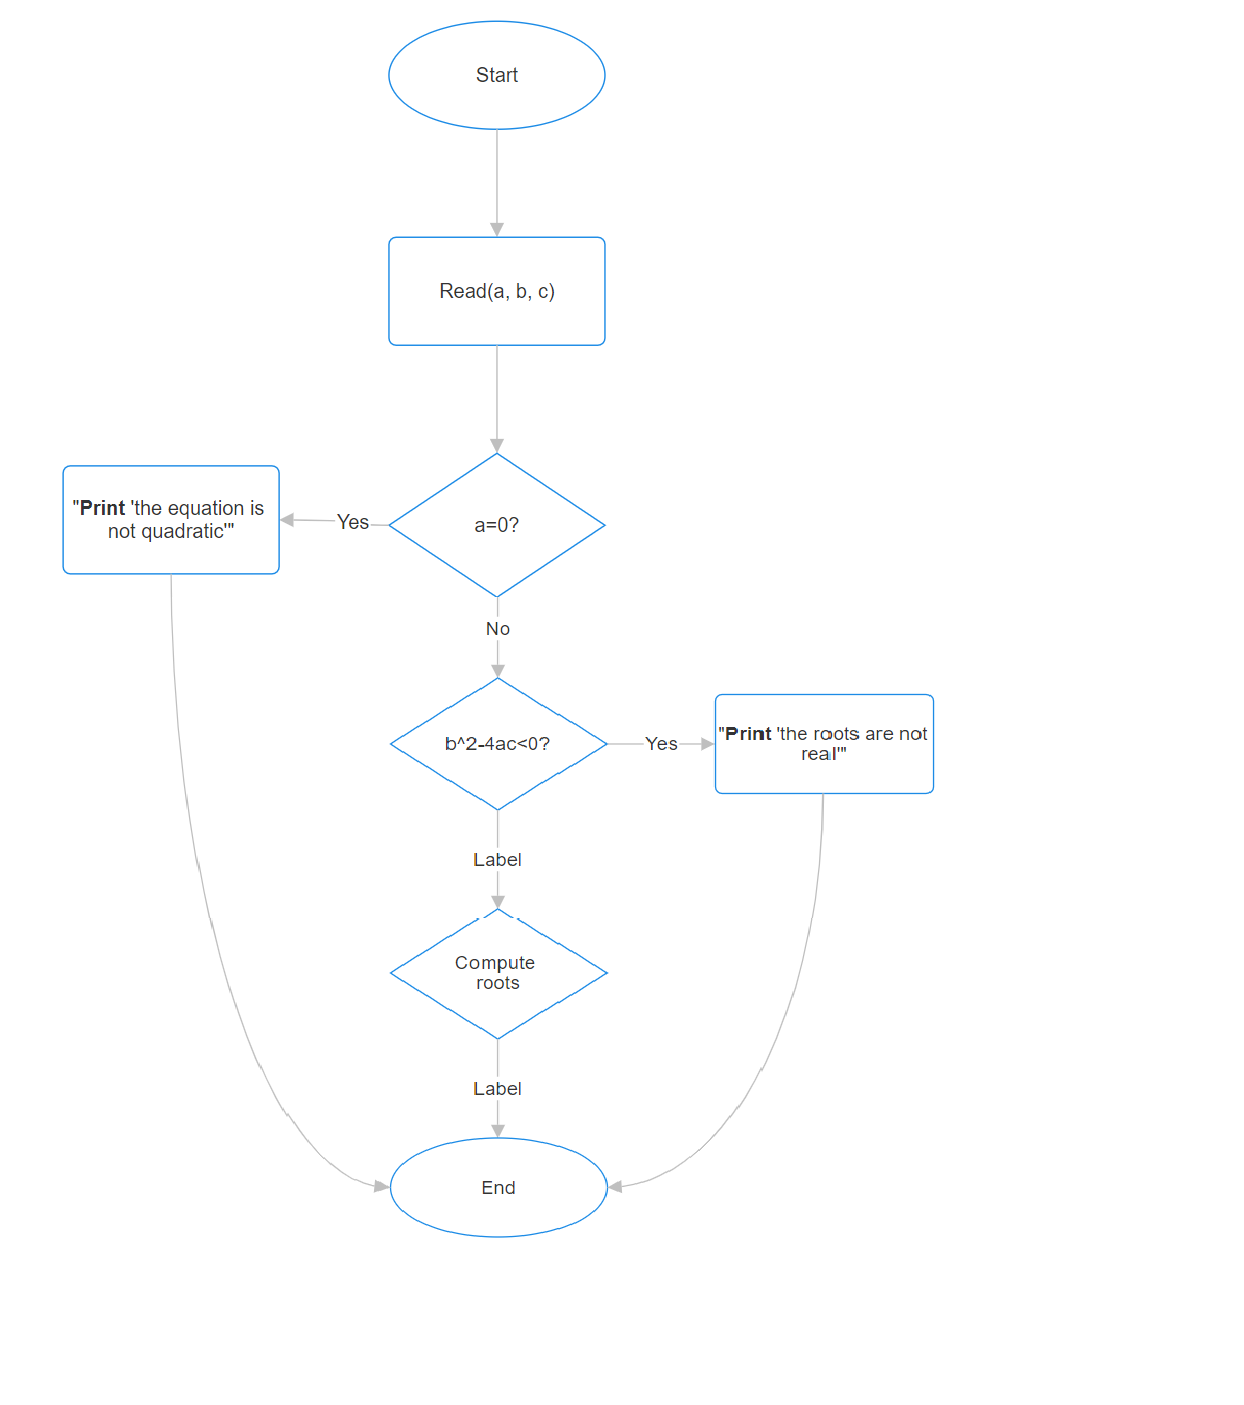 Start
Read(a, b, c)
"Print 'the equation is
not quadratic'"
Yes
a=0?
No
b^2-4ac<0?
Yes
"Print 'the roots are not
real'"
Label
Compute
roots
Label
End